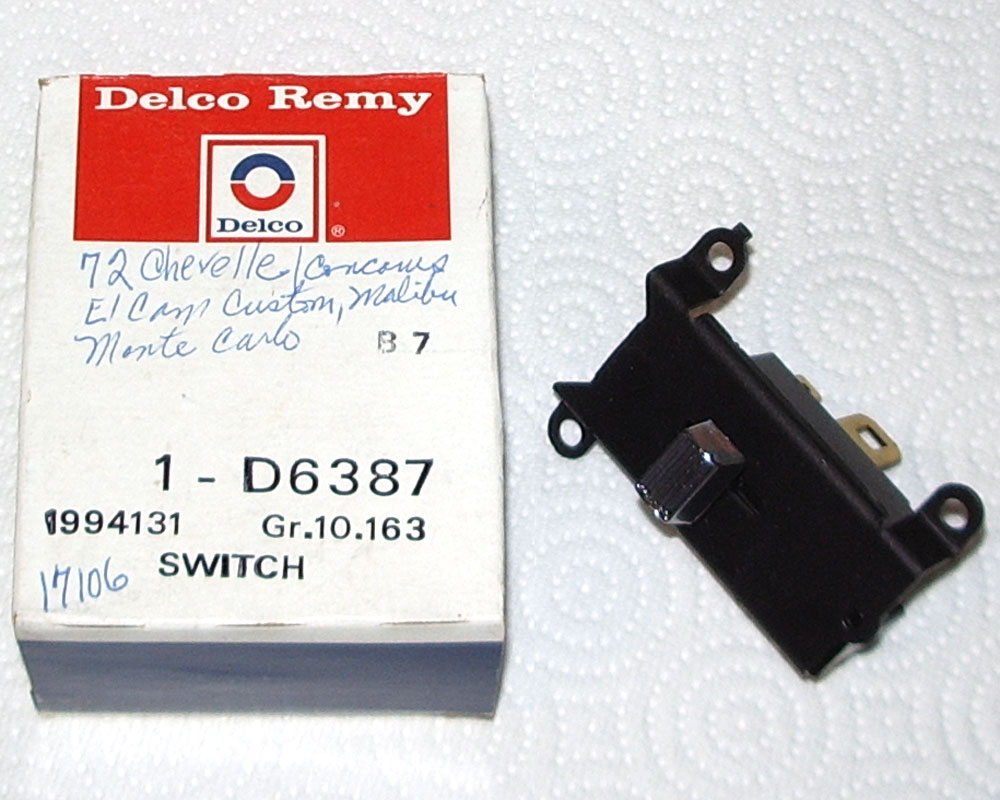 Delco Remy
Delco ®
72 Chevelle/Concours
El Cam Custom, Malibu
Monte Carlo B 7
1 - D6387
1994131 Gr.10.163
SWITCH
17106